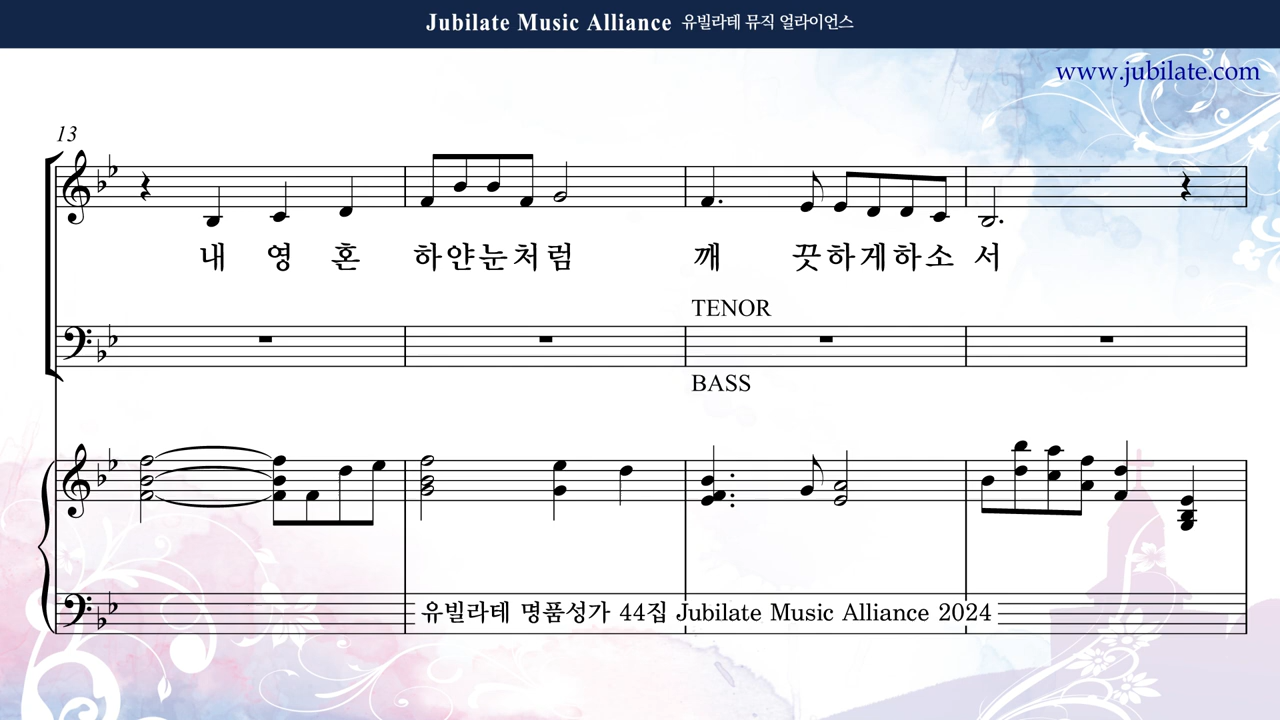 Jubilate Music Alliance 유빌라테 뮤직 얼라이언스
www.jubilate.com
13
내 영 혼 하얀눈처럼 깨 끗하게하소 서
TENOR
BASS
유빌라테 명품성가 44집 Jubilate Music Alliance 2024